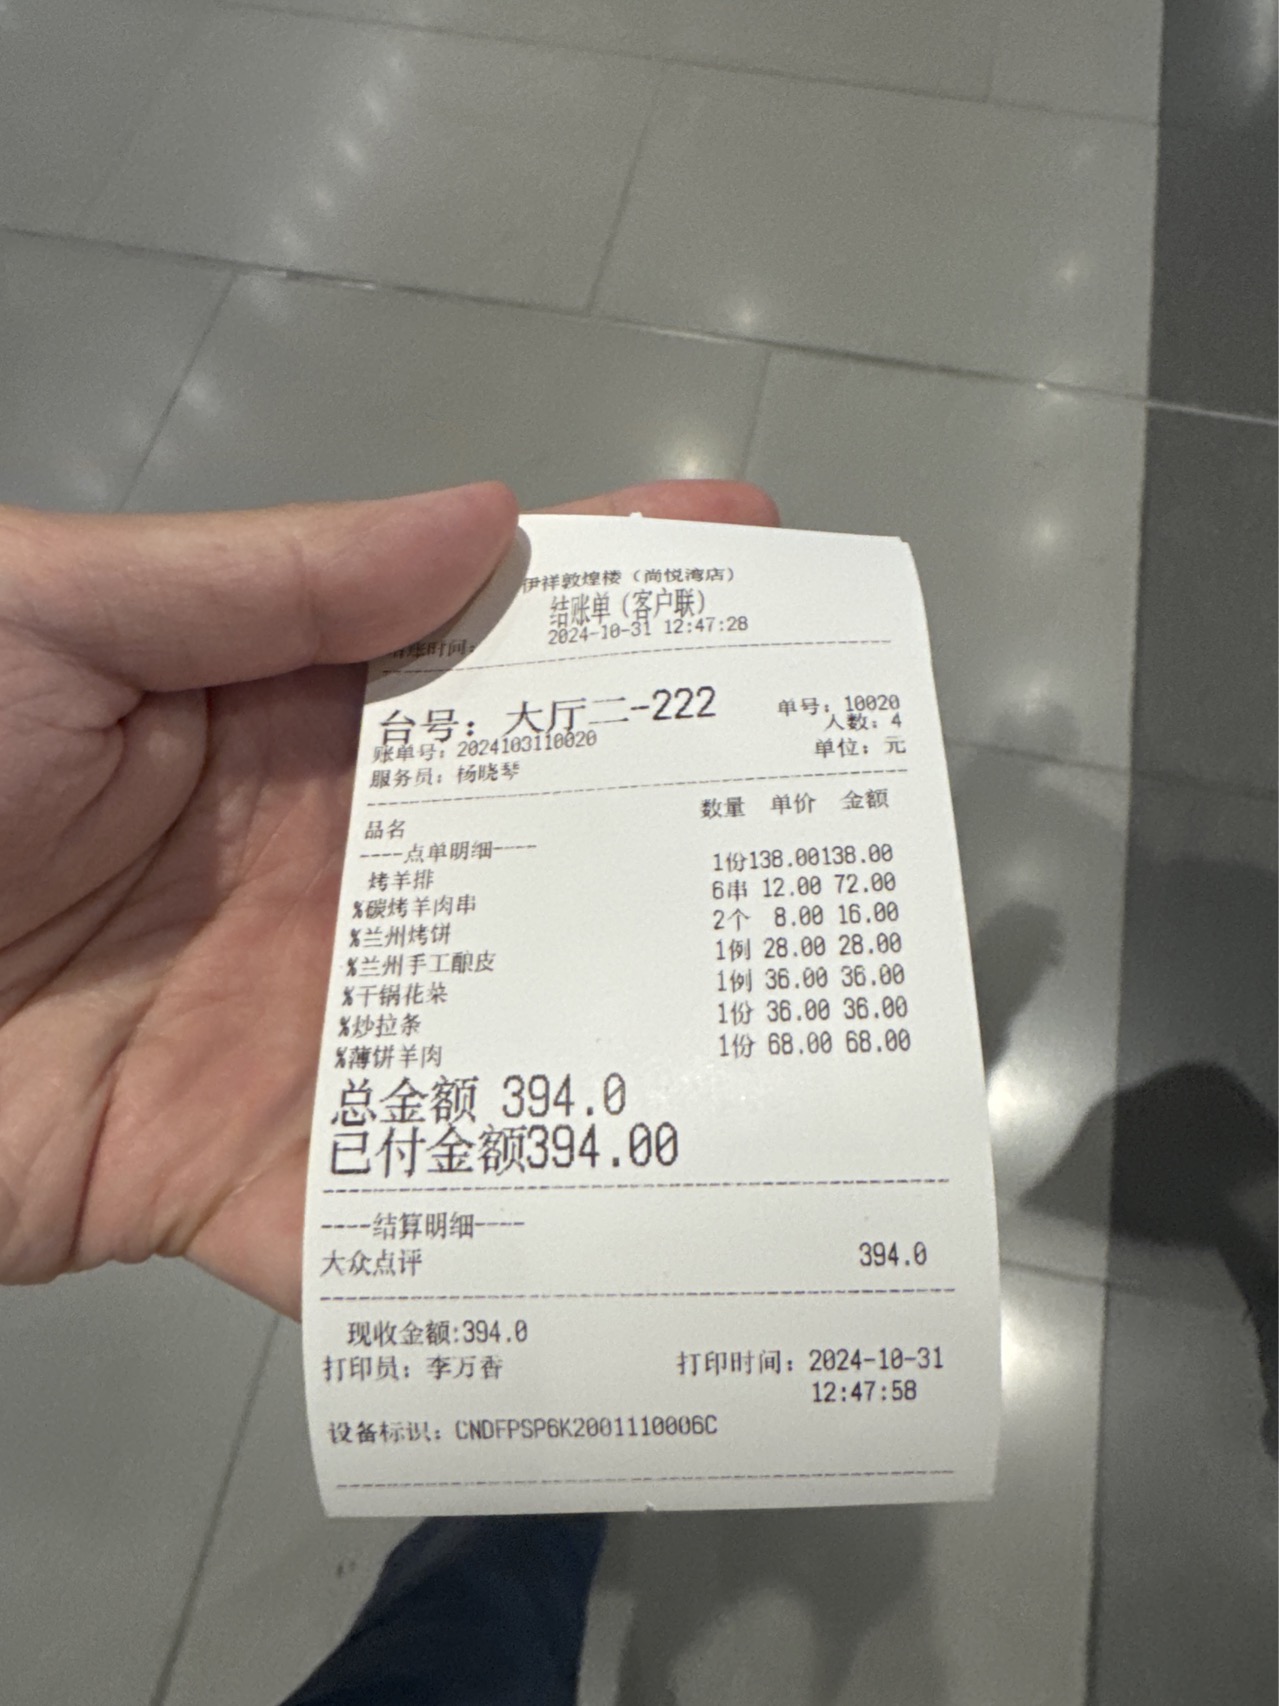 伊祥敦煌楼（尚悦湾店）
结账单（客户联）
结账时间： 2024-10-31 12:47:28
台号：大厅二-222 单号：10020
账单号：2024103110020 人数：4
服务员：杨晓琴 单位：元
品名 数量 单价 金额
----点单明细----
烤羊排 1份138.00138.00
%碳烤羊肉串 6串 12.00 72.00
%兰州烤饼 2个 8.00 16.00
%兰州手工酿皮 1例 28.00 28.00
%干锅花菜 1例 36.00 36.00
%炒拉条 1份 36.00 36.00
%薄饼羊肉 1份 68.00 68.00
总金额 394.0
已付金额394.00
----结算明细----
大众点评 394.0
现收金额:394.0
打印员：李万香 打印时间：2024-10-31
12:47:58
设备标识：CNDFPSP6K2001110006C